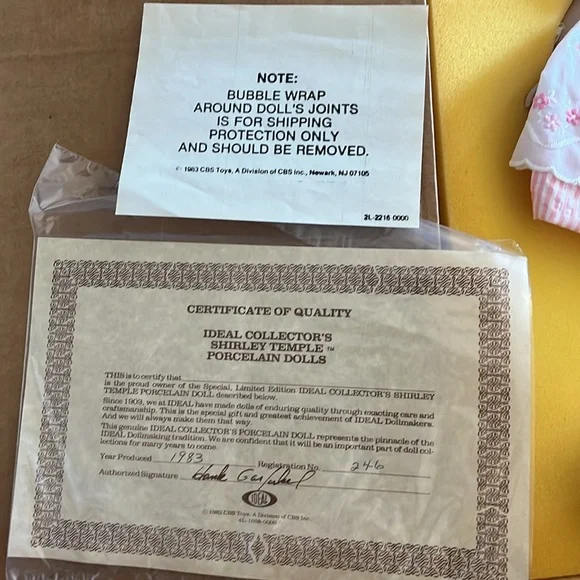 NOTE:
BUBBLE WRAP
AROUND DOLL'S JOINTS
IS FOR SHIPPING
PROTECTION ONLY
AND SHOULD BE REMOVED.
© 1983 CBS Toys, A Division of CBS Inc., Newark, NJ 07105
2L-2216 0000
CERTIFICATE OF QUALITY
IDEAL COLLECTOR'S
SHIRLEY TEMPLE ™
PORCELAIN DOLLS
THIS is to certify that
is the proud owner of the Special, Limited Edition IDEAL COLLECTOR'S SHIRLEY
TEMPLE PORCELAIN DOLL described below.
Since 1903, we at IDEAL have made dolls of enduring quality through exacting care and
craftsmanship. This is the special gift and greatest achievement of IDEAL Dollmakers.
And we will always make them that way.
This genuine IDEAL COLLECTOR'S PORCELAIN DOLL represents the pinnacle of the
IDEAL Dollmaking tradition. We are confident that it will be an important part of doll col-
lections for many years to come.
Year Produced 1983 Registration No. 246
Authorized Signature
IDEAL
© 1983 CBS Toys, A Division of CBS Inc.